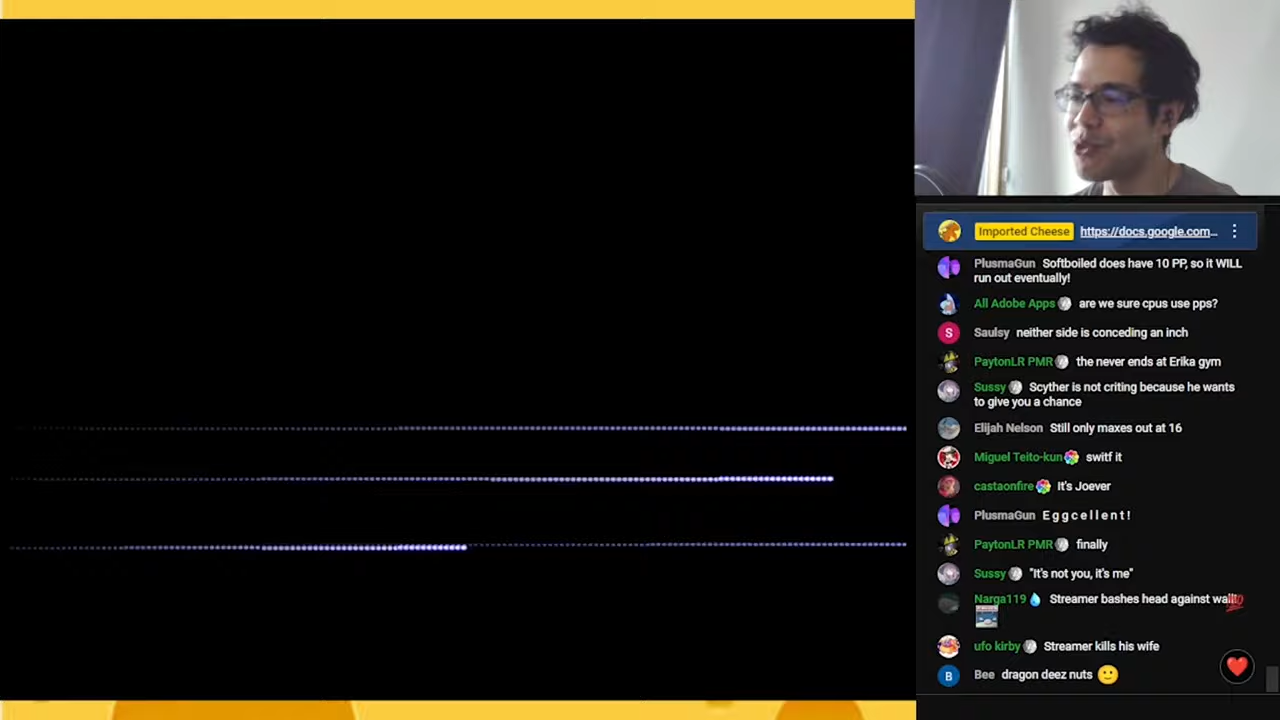 Imported Cheese https://docs.google.com...
PlusmaGun Softboiled does have 10 PP, so it WILL
run out eventually!
All Adobe Apps are we sure cpus use pps?
S Saulsy neither side is conceding an inch
PaytonLR PMR the never ends at Erika gym
Sussy Scyther is not criting because he wants
to give you a chance
Elijah Nelson Still only maxes out at 16
Miguel Teito-kun switf it
castaonfire It's Joever
PlusmaGun E g g c e l l e n t !
PaytonLR PMR finally
Sussy "It's not you, it's me"
Narga119 Streamer bashes head against wall
ufo kirby Streamer kills his wife
B Bee dragon deez nuts